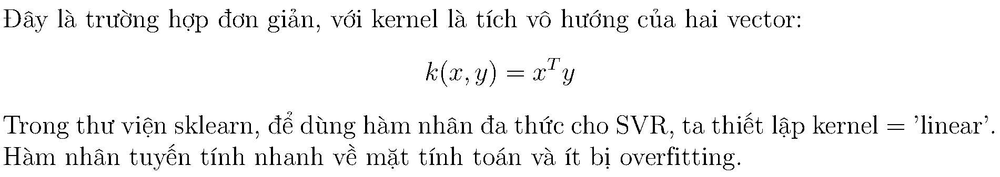 Đây là trường hợp đơn giản, với kernel là tích vô hướng của hai vector:
k(x, y) = x^T y
Trong thư viện sklearn, để dùng hàm nhân đa thức cho SVR, ta thiết lập kernel = 'linear'.
Hàm nhân tuyến tính nhanh về mặt tính toán và ít bị overfitting.